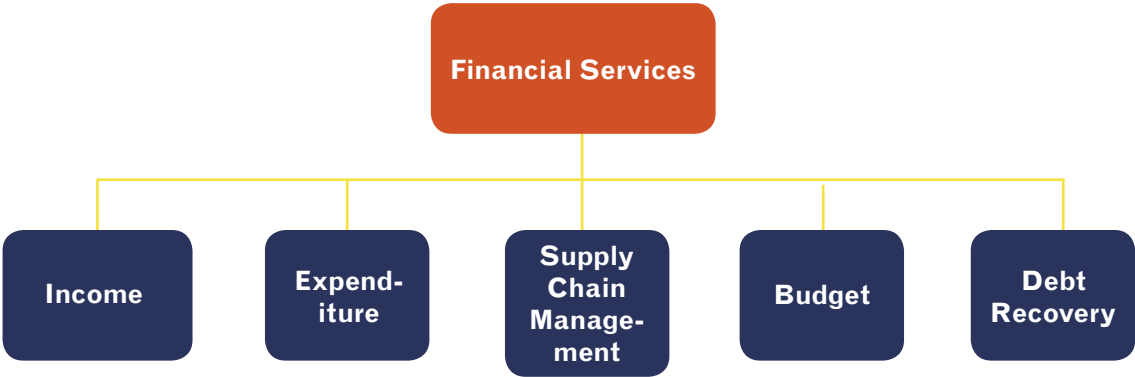 Financial Services
Income
Expend-
iture
Supply
Chain
Manage-
ment
Budget
Debt
Recovery